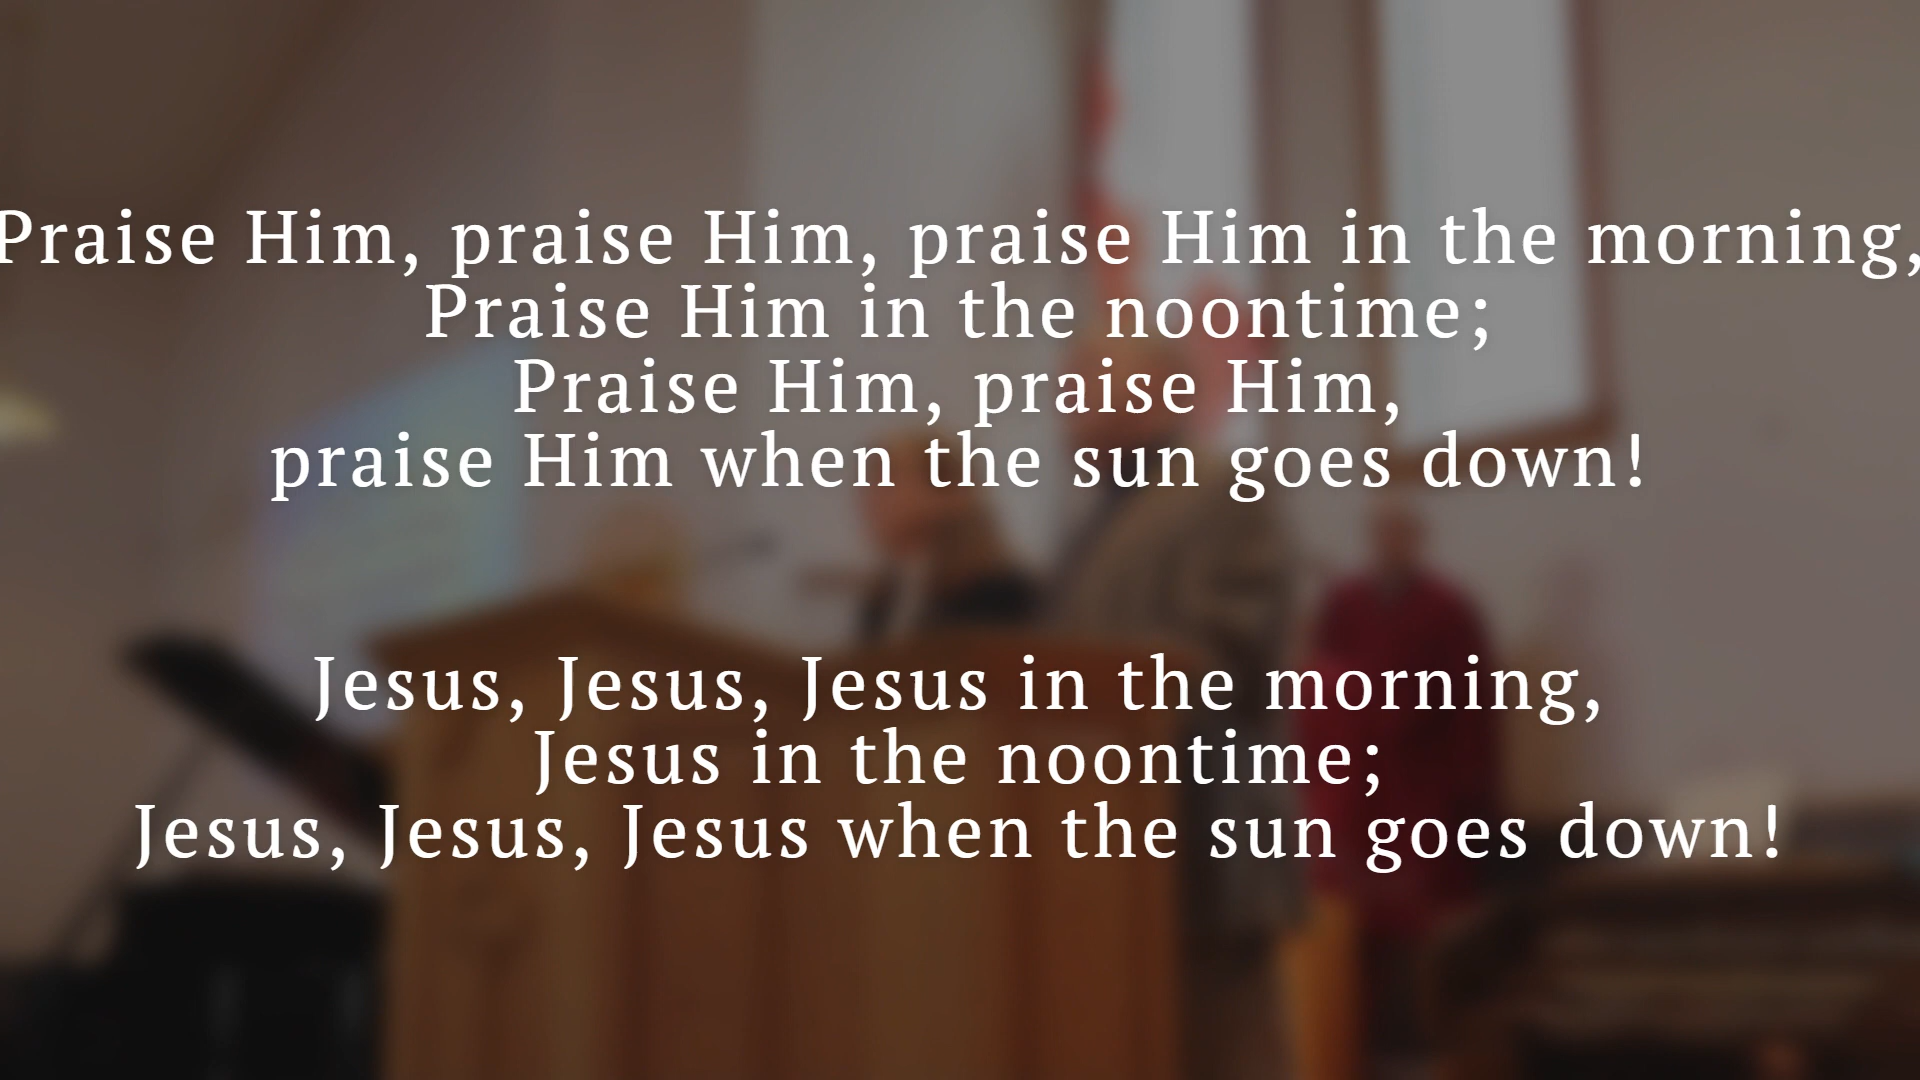 Praise Him, praise Him, praise Him in the morning,
Praise Him in the noontime;
Praise Him, praise Him,
praise Him when the sun goes down!
Jesus, Jesus, Jesus in the morning,
Jesus in the noontime;
Jesus, Jesus, Jesus when the sun goes down!